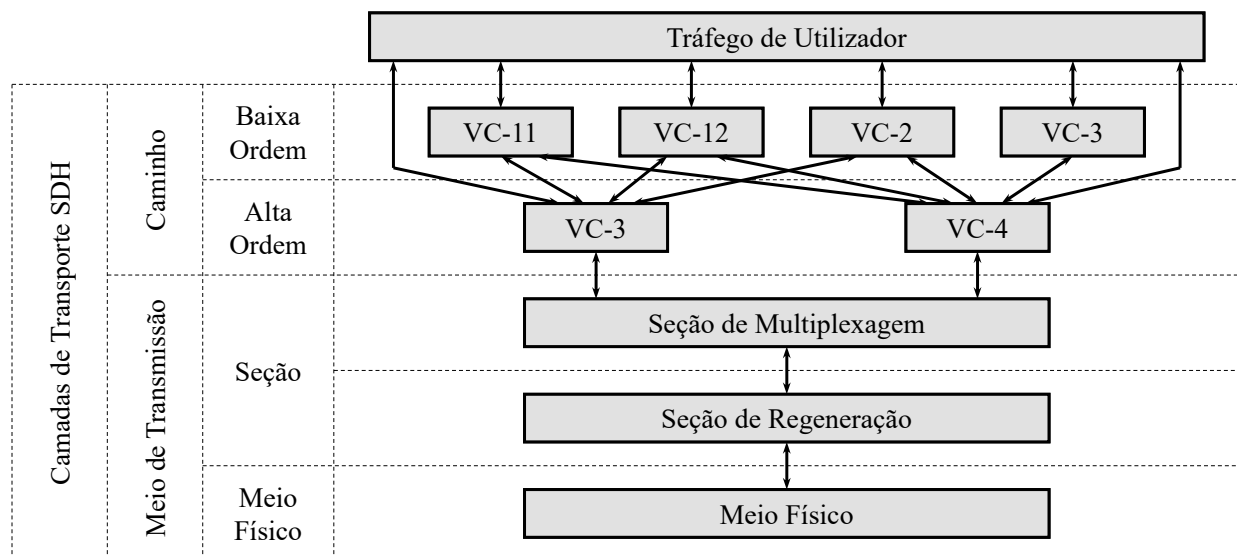 Tráfego de Utilizador
Camadas de Transporte SDH
Caminho
Baixa
Ordem
VC-11
VC-12
VC-2
VC-3
Alta
Ordem
VC-3
VC-4
Meio de Transmissão
Seção
Seção de Multiplexagem
Seção de Regeneração
Meio
Físico
Meio Físico